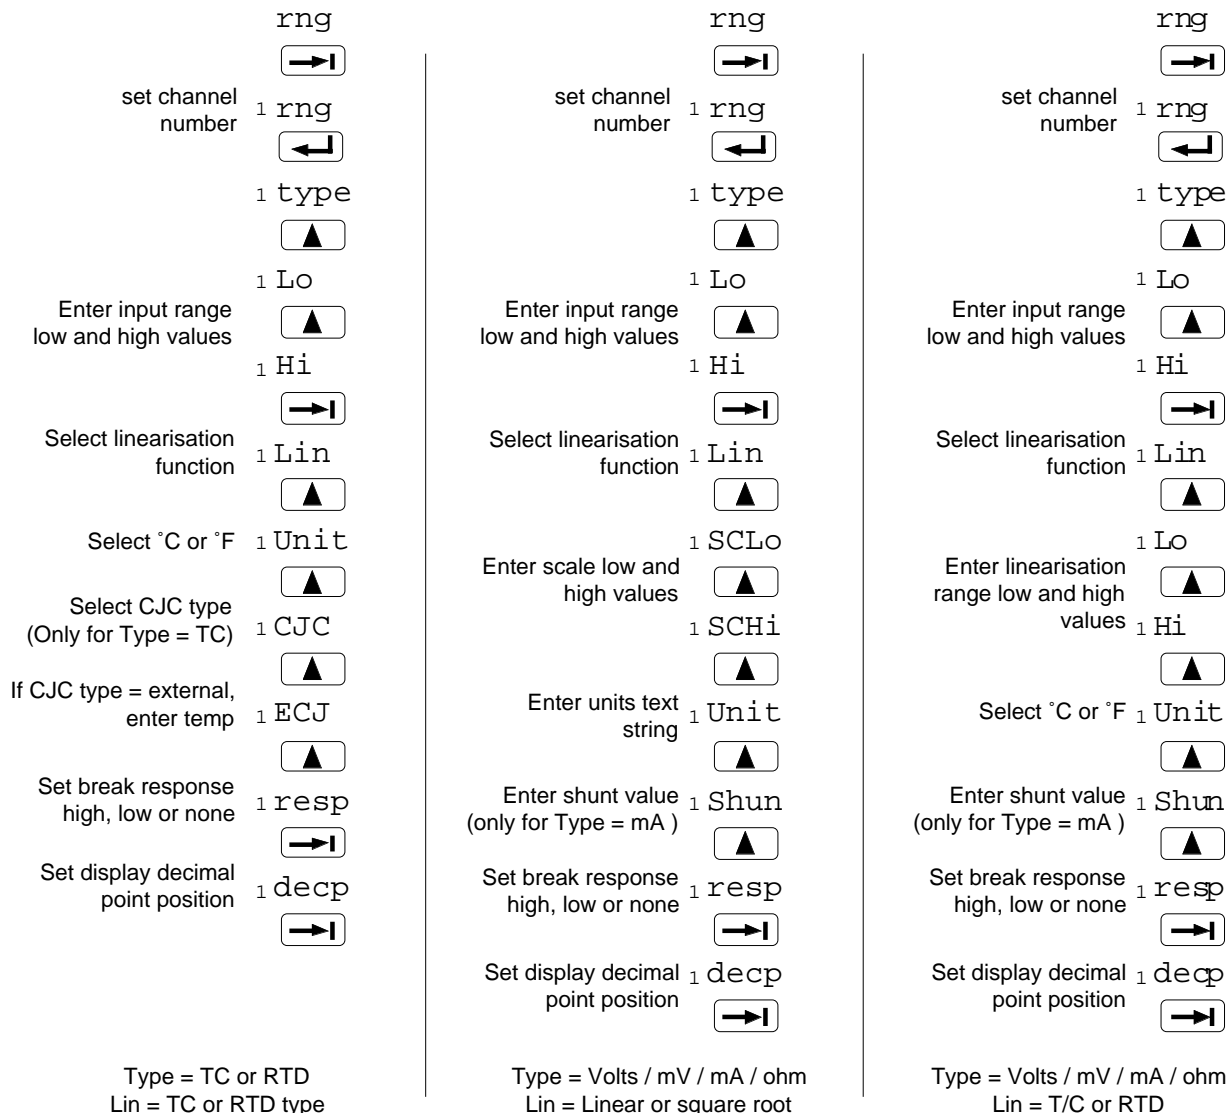 rng
set channel
number
1 rng
1 type
1 Lo
Enter input range
low and high values
1 Hi
Select linearisation
function
1 Lin
Select ˚C or ˚F
1 Unit
Select CJC type
(Only for Type = TC)
1 CJC
If CJC type = external,
enter temp
1 ECJ
Set break response
high, low or none
1 resp
Set display decimal
point position
1 decp
Type = TC or RTD
Lin = TC or RTD type
rng
set channel
number
1 rng
1 type
1 Lo
Enter input range
low and high values
1 Hi
Select linearisation
function
1 Lin
1 SCLo
Enter scale low and
high values
1 SCHi
Enter units text
string
1 Unit
Enter shunt value
(only for Type = mA )
1 Shun
Set break response
high, low or none
1 resp
Set display decimal
point position
1 decp
Type = Volts / mV / mA / ohm
Lin = Linear or square root
rng
set channel
number
1 rng
1 type
1 Lo
Enter input range
low and high values
1 Hi
Select linearisation
function
1 Lin
1 Lo
Enter linearisation
range low and high
values
1 Hi
Select ˚C or ˚F
1 Unit
Enter shunt value
(only for Type = mA )
1 Shun
Set break response
high, low or none
1 resp
Set display decimal
point position
1 decp
Type = Volts / mV / mA / ohm
Lin = T/C or RTD